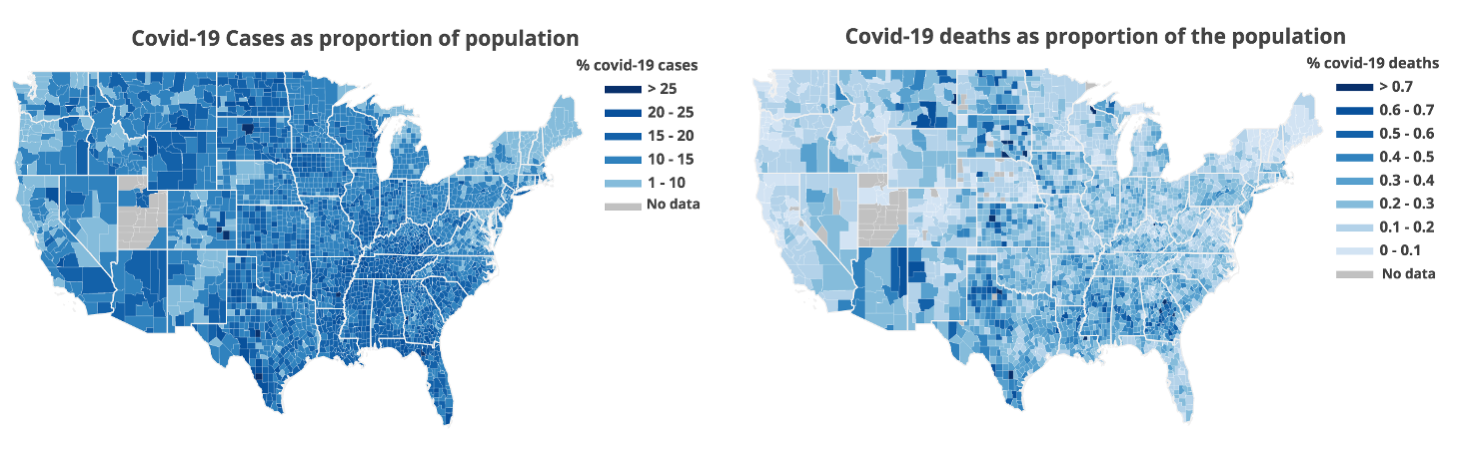 Covid-19 Cases as proportion of population
% covid-19 cases
> 25
20 - 25
15 - 20
10 - 15
1 - 10
No data
Covid-19 deaths as proportion of the population
% covid-19 deaths
> 0.7
0.6 - 0.7
0.5 - 0.6
0.4 - 0.5
0.3 - 0.4
0.2 - 0.3
0.1 - 0.2
0 - 0.1
No data